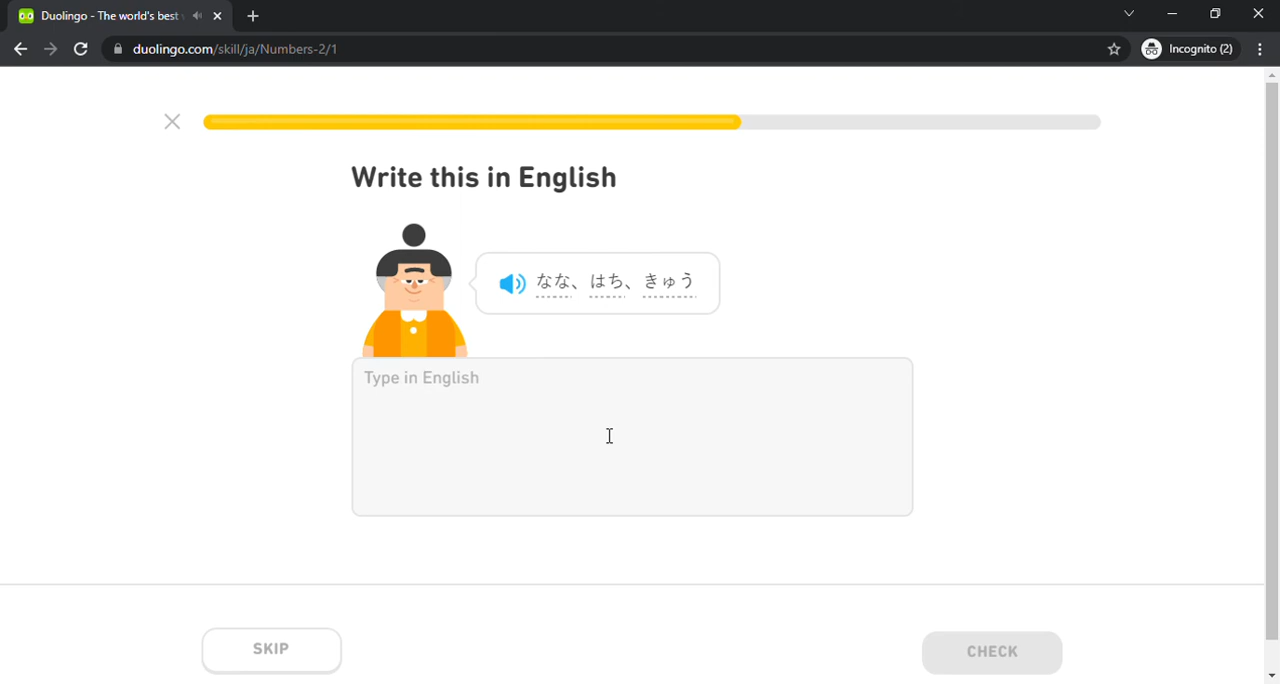 Duolingo - The world's best
duolingo.com/skill/ja/Numbers-2/1
Incognito (2)
Write this in English
なな、はち、きゅう
Type in English
SKIP
CHECK